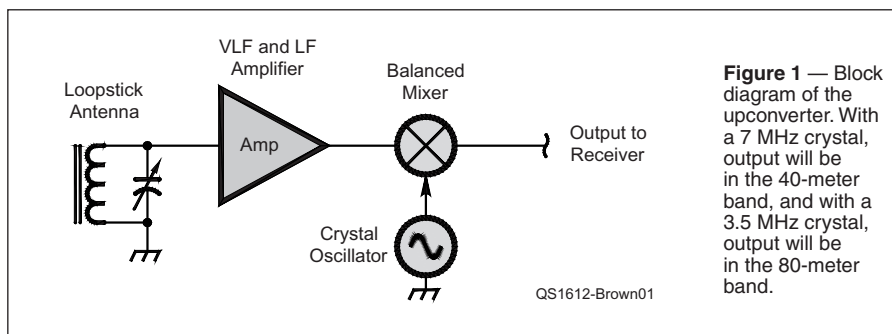 VLF and LF
Amplifier
Balanced
Mixer
Loopstick
Antenna
Amp
Output to
Receiver
Crystal
Oscillator
QS1612-Brown01
Figure 1 — Block
diagram of the
upconverter. With
a 7 MHz crystal,
output will be
in the 40-meter
band, and with a
3.5 MHz crystal,
output will be
in the 80-meter
band.